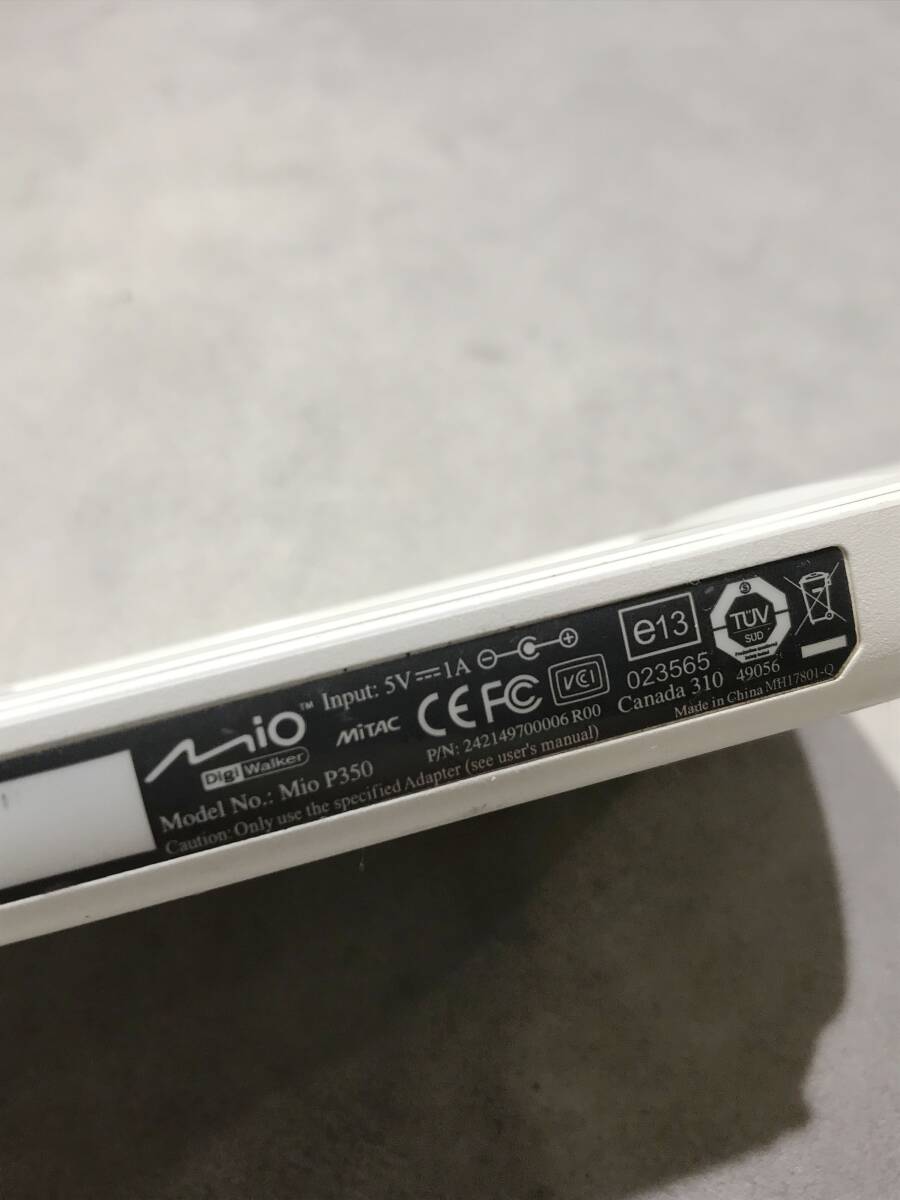 Mio™
Digi Walker
Input: 5V 1A
MiTAC
CE FC VCI
e13
023565
TÜV
SÜD
49056
Canada 310
Made in China MH17801-Q
P/N: 242149700006 R00
Model No.: Mio P350
Caution: Only use the specified Adapter (see user's manual)